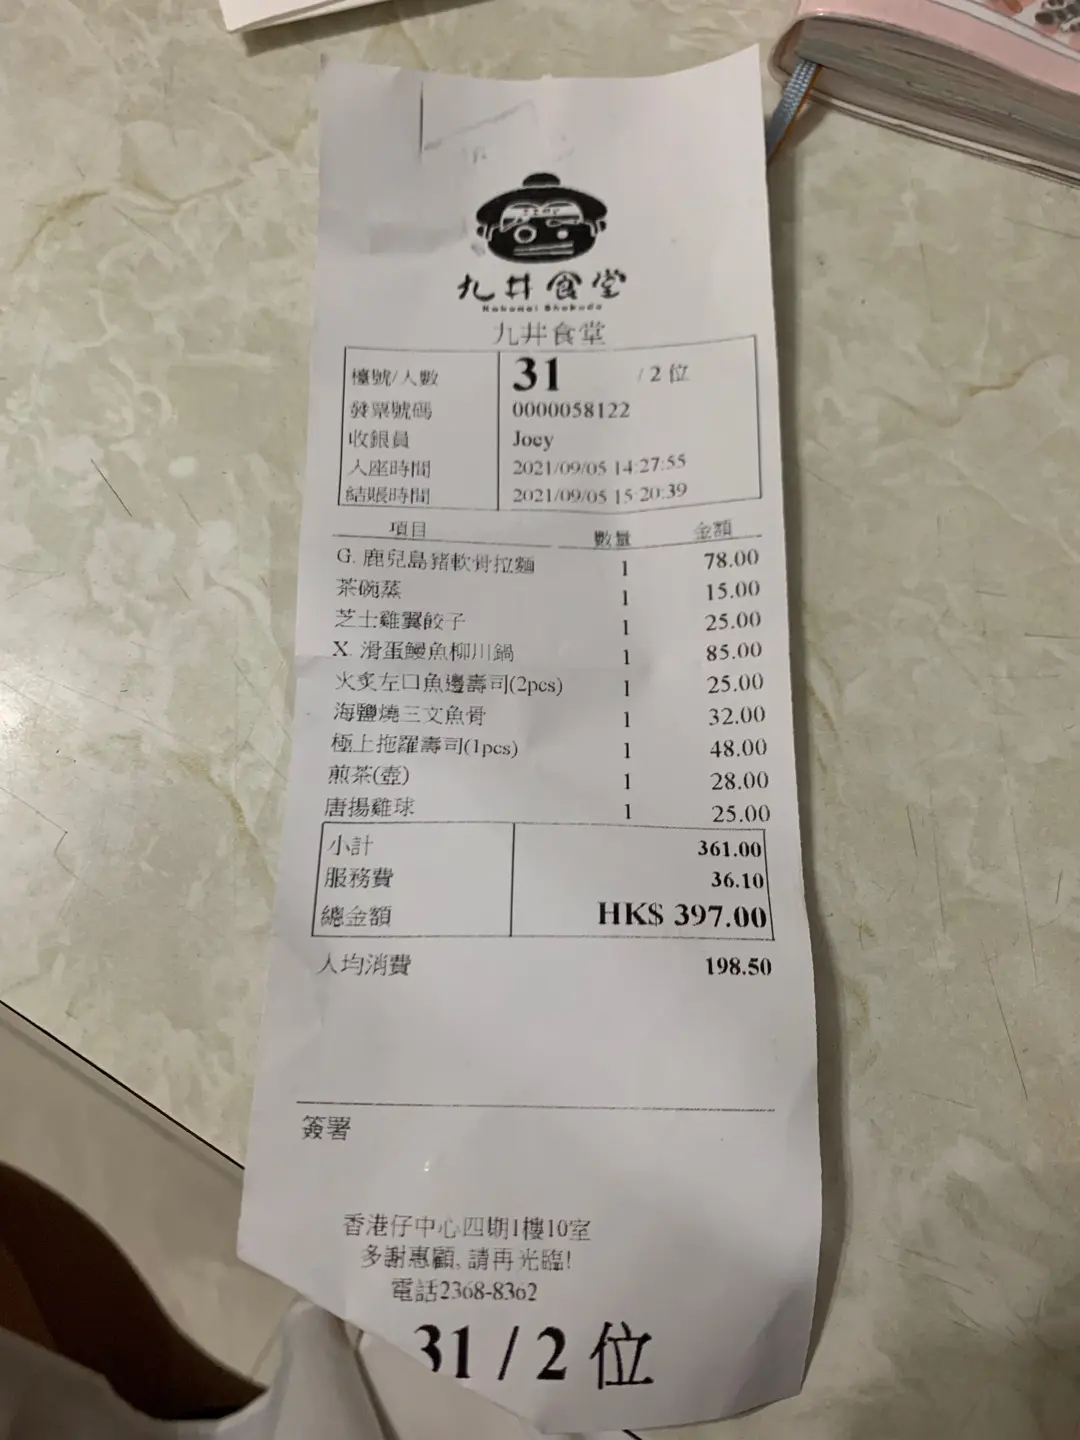 九井食堂
九井食堂
檯號/人數 31 / 2 位
發票號碼 0000058122
收銀員 Joey
入座時間 2021/09/05 14:27:55
結賬時間 2021/09/05 15:20:39
項目 數量 金額
G. 鹿兒島豬軟骨拉麵 1 78.00
茶碗蒸 1 15.00
芝士雞翼餃子 1 25.00
X. 滑蛋鰻魚柳川鍋 1 85.00
火炙左口魚邊壽司(2pcs) 1 25.00
海鹽燒三文魚骨 1 32.00
極上拖羅壽司(1pcs) 1 48.00
煎茶(壺) 1 28.00
唐揚雞球 1 25.00
小計 361.00
服務費 36.10
總金額 HK$ 397.00
人均消費 198.50
簽署
香港仔中心四期1樓10室
多謝惠顧, 請再光臨!
電話2368-8362
31 / 2 位